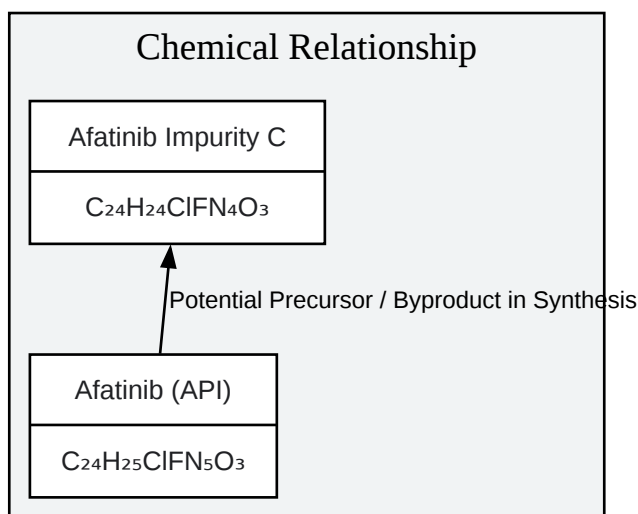 Chemical Relationship
Afatinib Impurity C
C₂₄H₂₄ClFN₄O₃
Potential Precursor / Byproduct in Synthesis
Afatinib (API)
C₂₄H₂₅ClFN₅O₃